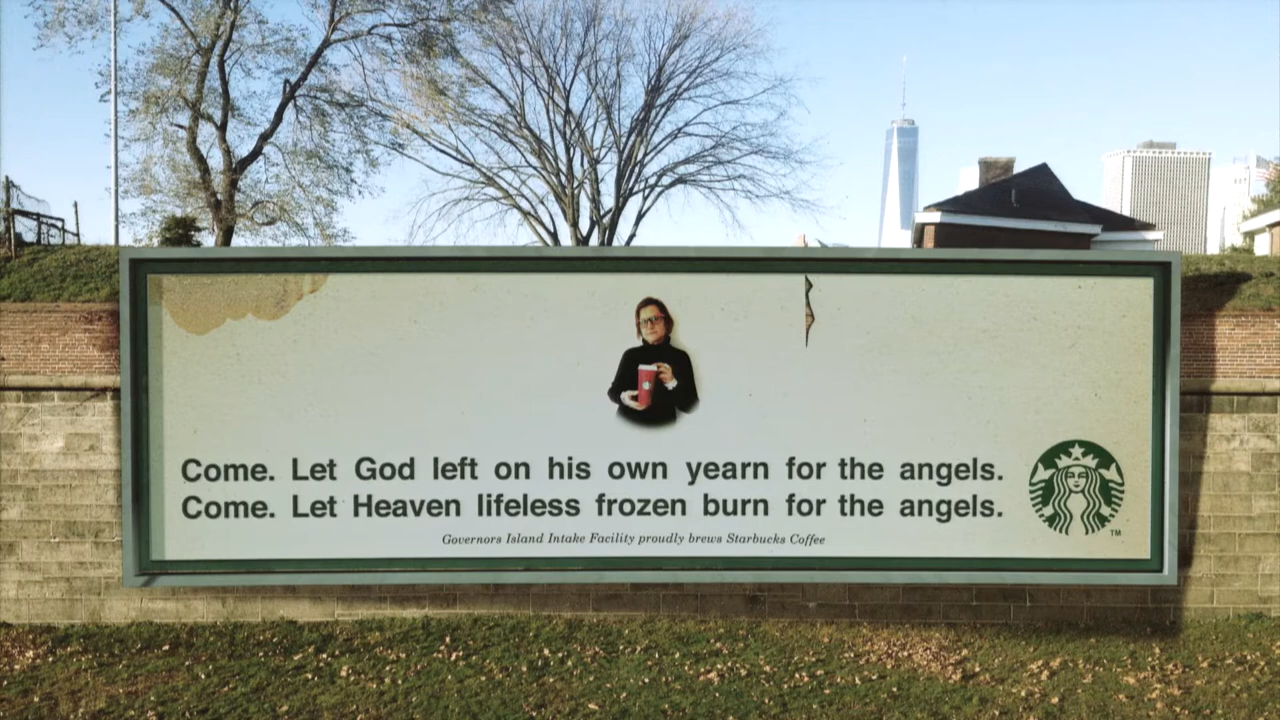 Come. Let God left on his own yearn for the angels.
Come. Let Heaven lifeless frozen burn for the angels.
Governors Island Intake Facility proudly brews Starbucks Coffee
TM